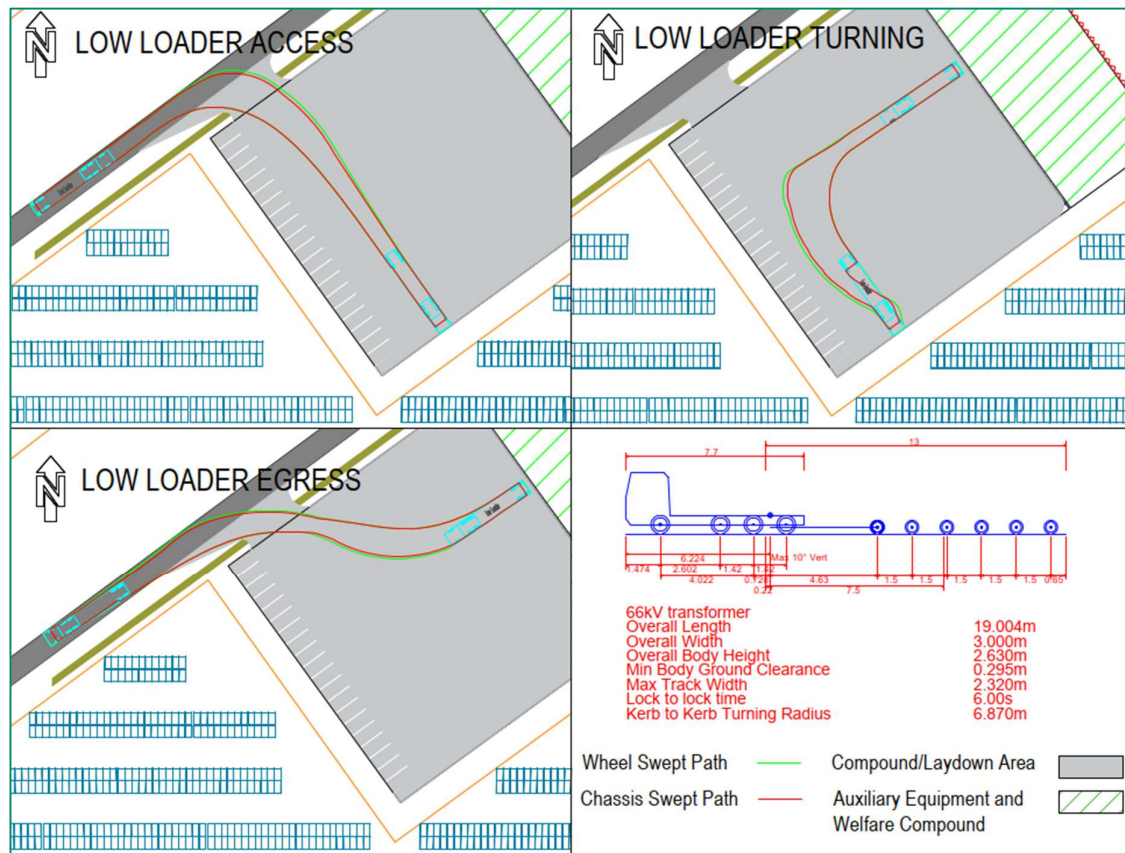 N
LOW LOADER ACCESS
N
LOW LOADER TURNING
N
LOW LOADER EGRESS
13
7.7
6.224
Max 10° Vert
1.474
2.602
1.42
1.42
4.022
0.728
4.63
1.5
1.5
1.5
1.5
1.5
0.65
0.22
7.5
66kV transformer
Overall Length 19.004m
Overall Width 3.000m
Overall Body Height 2.630m
Min Body Ground Clearance 0.295m
Max Track Width 2.320m
Lock to lock time 6.00s
Kerb to Kerb Turning Radius 6.870m
Wheel Swept Path
Compound/Laydown Area
Chassis Swept Path
Auxiliary Equipment and
Welfare Compound